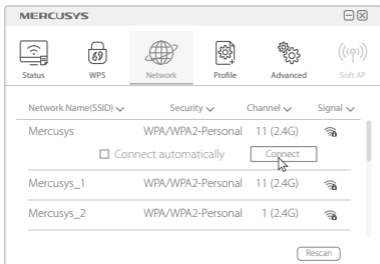 MERCUSYS
69
Status WPS Network Profile Advanced Soft AP
Network Name(SSID) Security Channel Signal
Mercusys WPA/WPA2-Personal 11 (2.4G)
Connect automatically Connect
Mercusys_1 WPA/WPA2-Personal 11 (2.4G)
Mercusys_2 WPA/WPA2-Personal 1 (2.4G)
Rescan